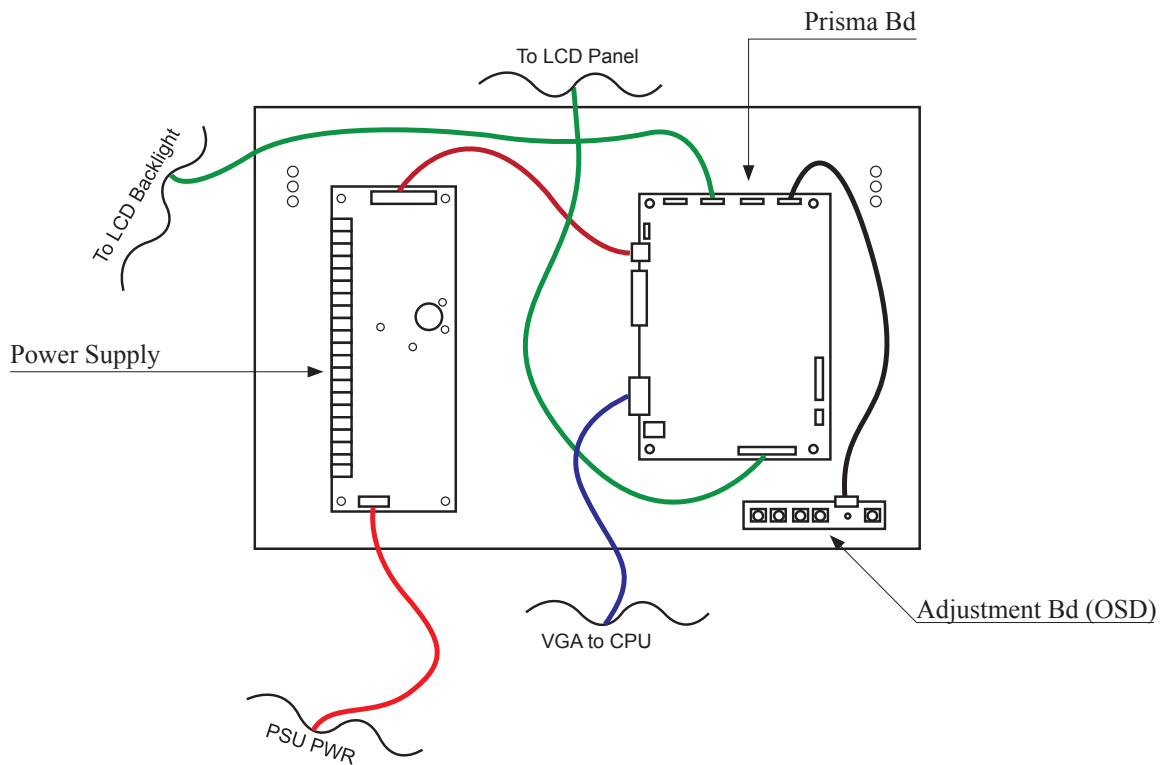 Prisma Bd
To LCD Panel
To LCD Backlight
Power Supply
Adjustment Bd (OSD)
VGA to CPU
PSU PWR